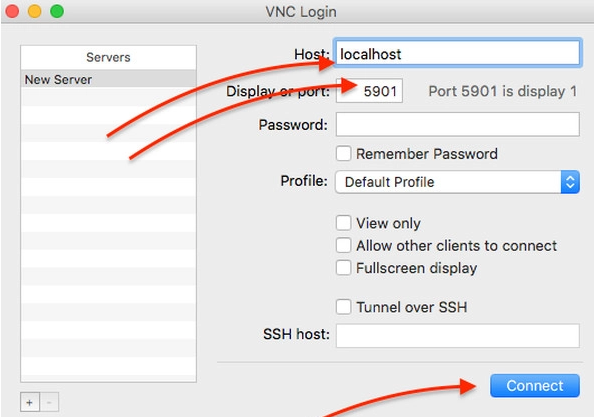 VNC Login
Servers
New Server
Host: localhost
Display or port: 5901 Port 5901 is display 1
Password:
Remember Password
Profile: Default Profile
View only
Allow other clients to connect
Fullscreen display
Tunnel over SSH
SSH host:
+ -
Connect